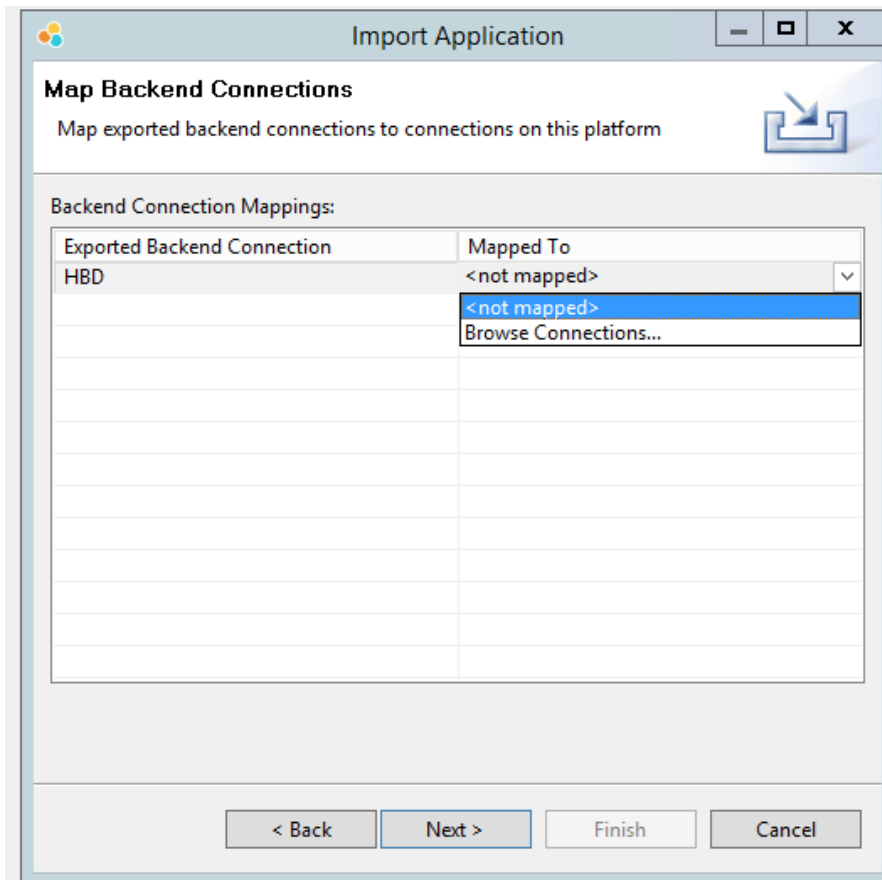 Import Application
Map Backend Connections
Map exported backend connections to connections on this platform
Backend Connection Mappings:
Exported Backend Connection Mapped To
HBD <not mapped>
<not mapped>
Browse Connections...
< Back Next > Finish Cancel